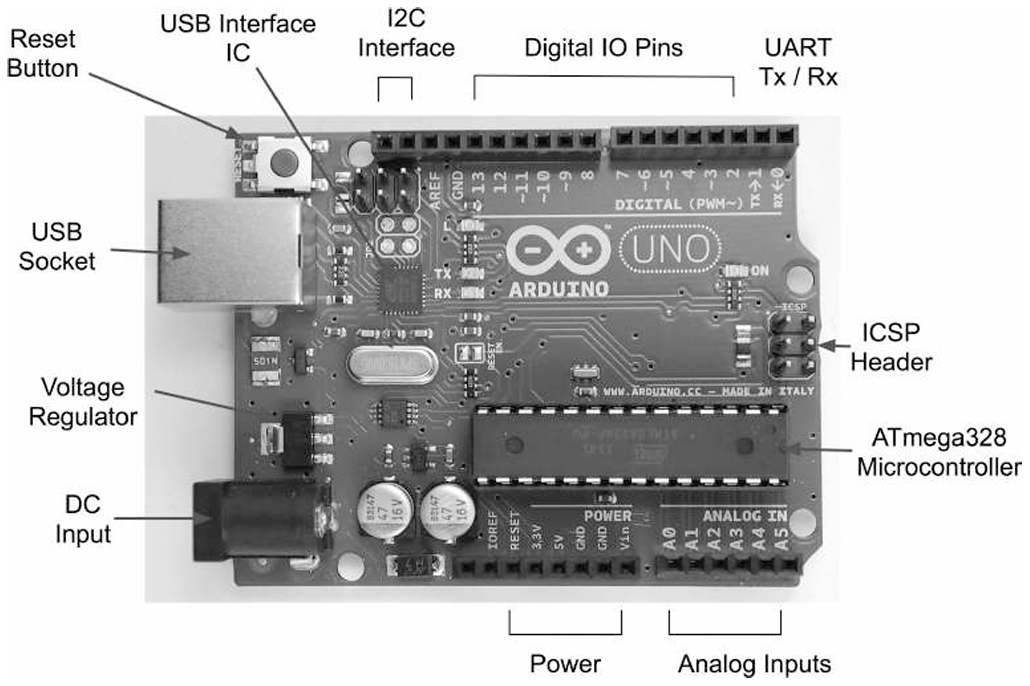 Reset
Button
USB Interface
IC
I2C
Interface
Digital IO Pins
UART
Tx / Rx
RESET
AREF
GND
13
12
~11
~10
~9
8
7
~6
~5
4
~3
2
TX→1
RX←0
DIGITAL (PWM~)
USB
Socket
L
TX
RX
ARDUINO
UNO
ON
ICSP
ICSP
Header
RESET
EN
501N
WWW.ARDUINO.CC – MADE IN ITALY
Voltage
Regulator
ATmega328
Microcontroller
DC
Input
47
16V
47
16V
IOREF
RESET
3.3V
5V
GND
GND
Vin
POWER
ANALOG IN
A0
A1
A2
A3
A4
A5
Power
Analog Inputs